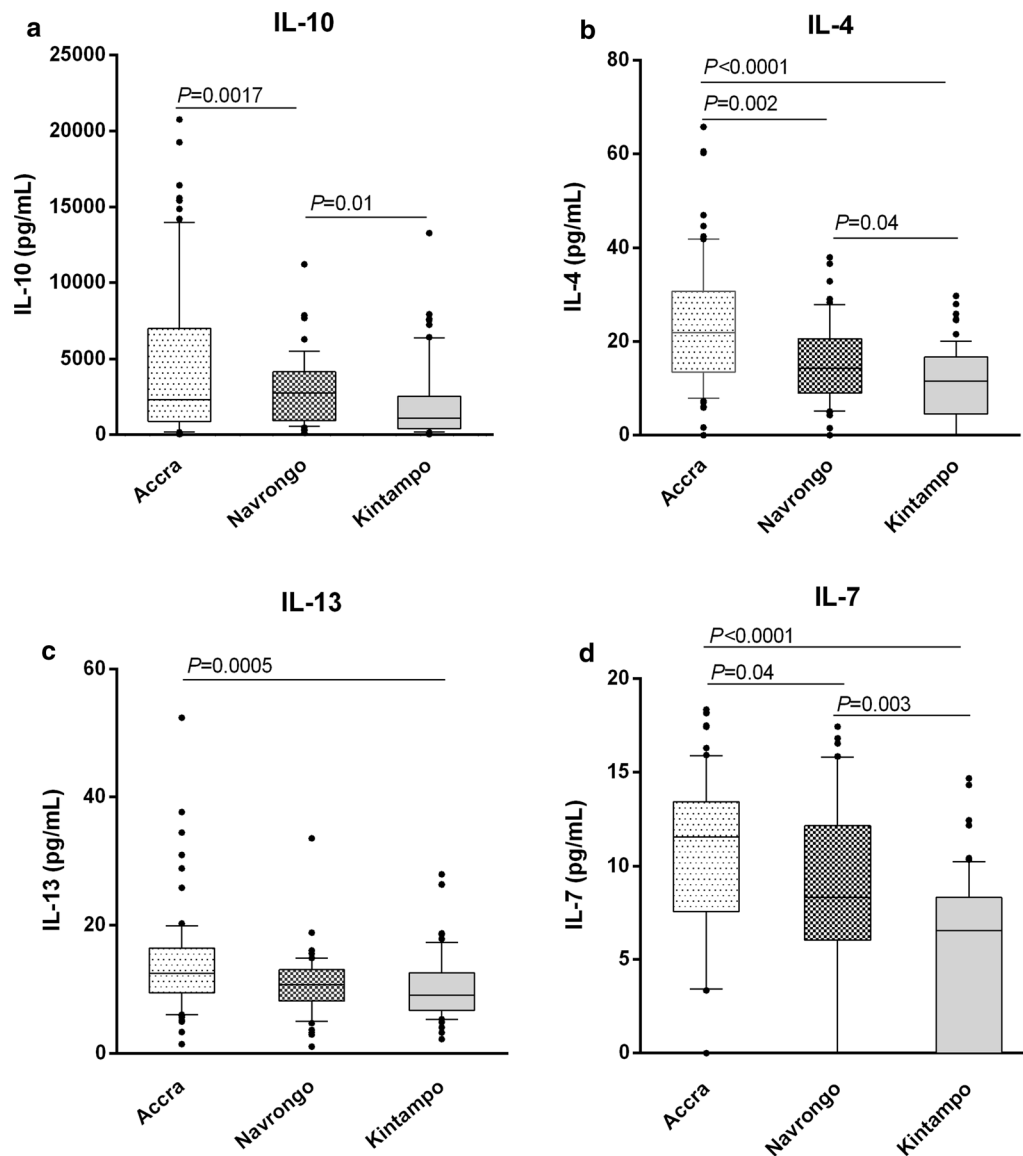 a
IL-10
25000
20000
15000
10000
5000
0
IL-10 (pg/mL)
P=0.0017
P=0.01
Accra
Navrongo
Kintampo
b
IL-4
80
60
40
20
0
IL-4 (pg/mL)
P<0.0001
P=0.002
P=0.04
Accra
Navrongo
Kintampo
c
IL-13
60
40
20
0
IL-13 (pg/mL)
P=0.0005
Accra
Navrongo
Kintampo
d
IL-7
20
15
10
5
0
IL-7 (pg/mL)
P<0.0001
P=0.04
P=0.003
Accra
Navrongo
Kintampo